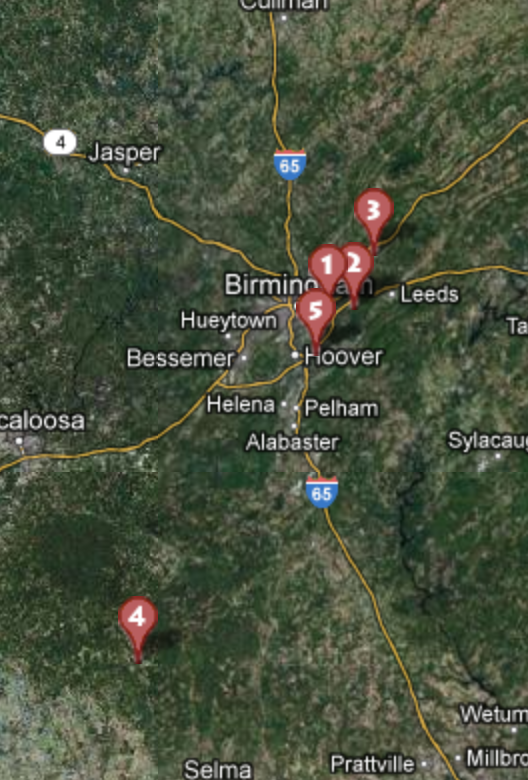 Cullman
4
Jasper
65
3
1
2
Birmingham
Leeds
5
Hueytown
Ta
Bessemer
Hoover
Helena
Pelham
caloosa
Alabaster
Sylacaug
65
4
Wetum
Prattville
Millbro
Selma